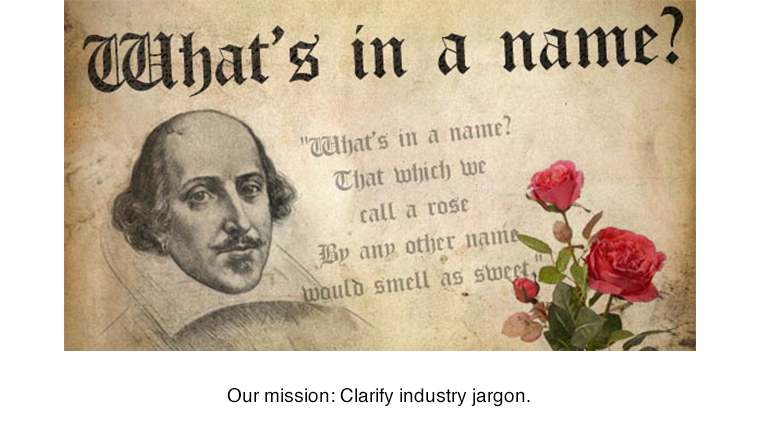 What's in a name?
"What's in a name?
That which we
call a rose
By any other name
would smell as sweet,"
Our mission: Clarify industry jargon.